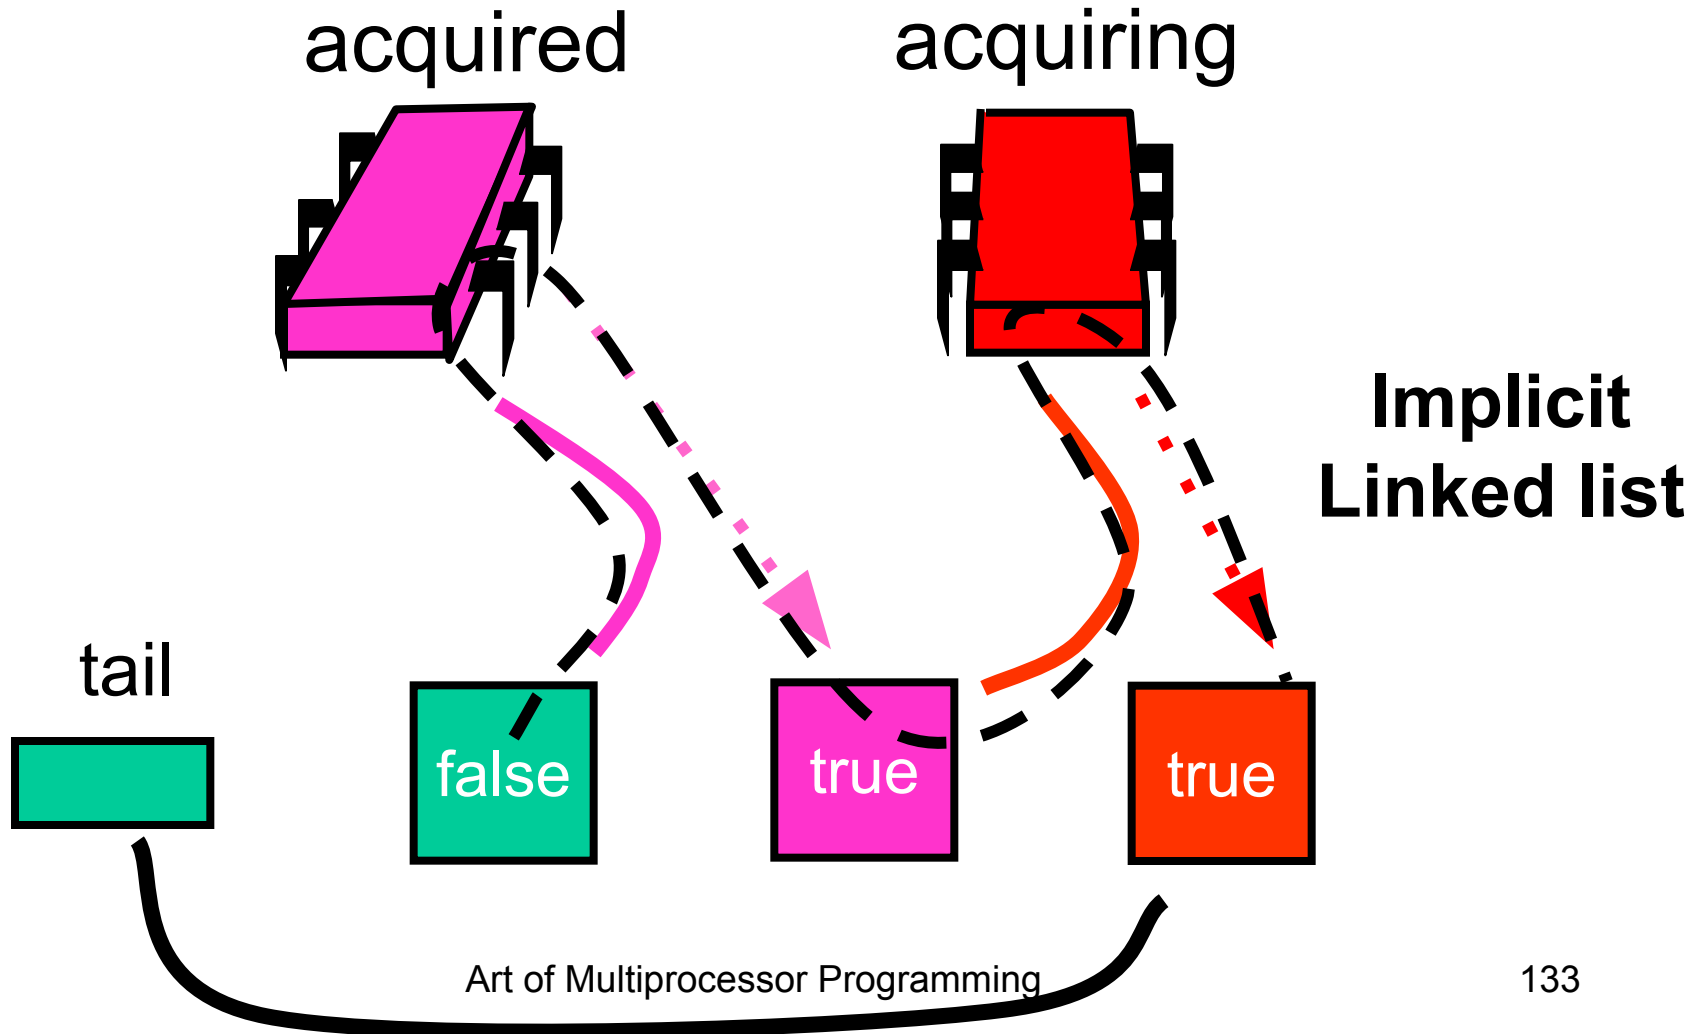 acquired
acquiring
Implicit
Linked list
tail
false
true
true
Art of Multiprocessor Programming
133